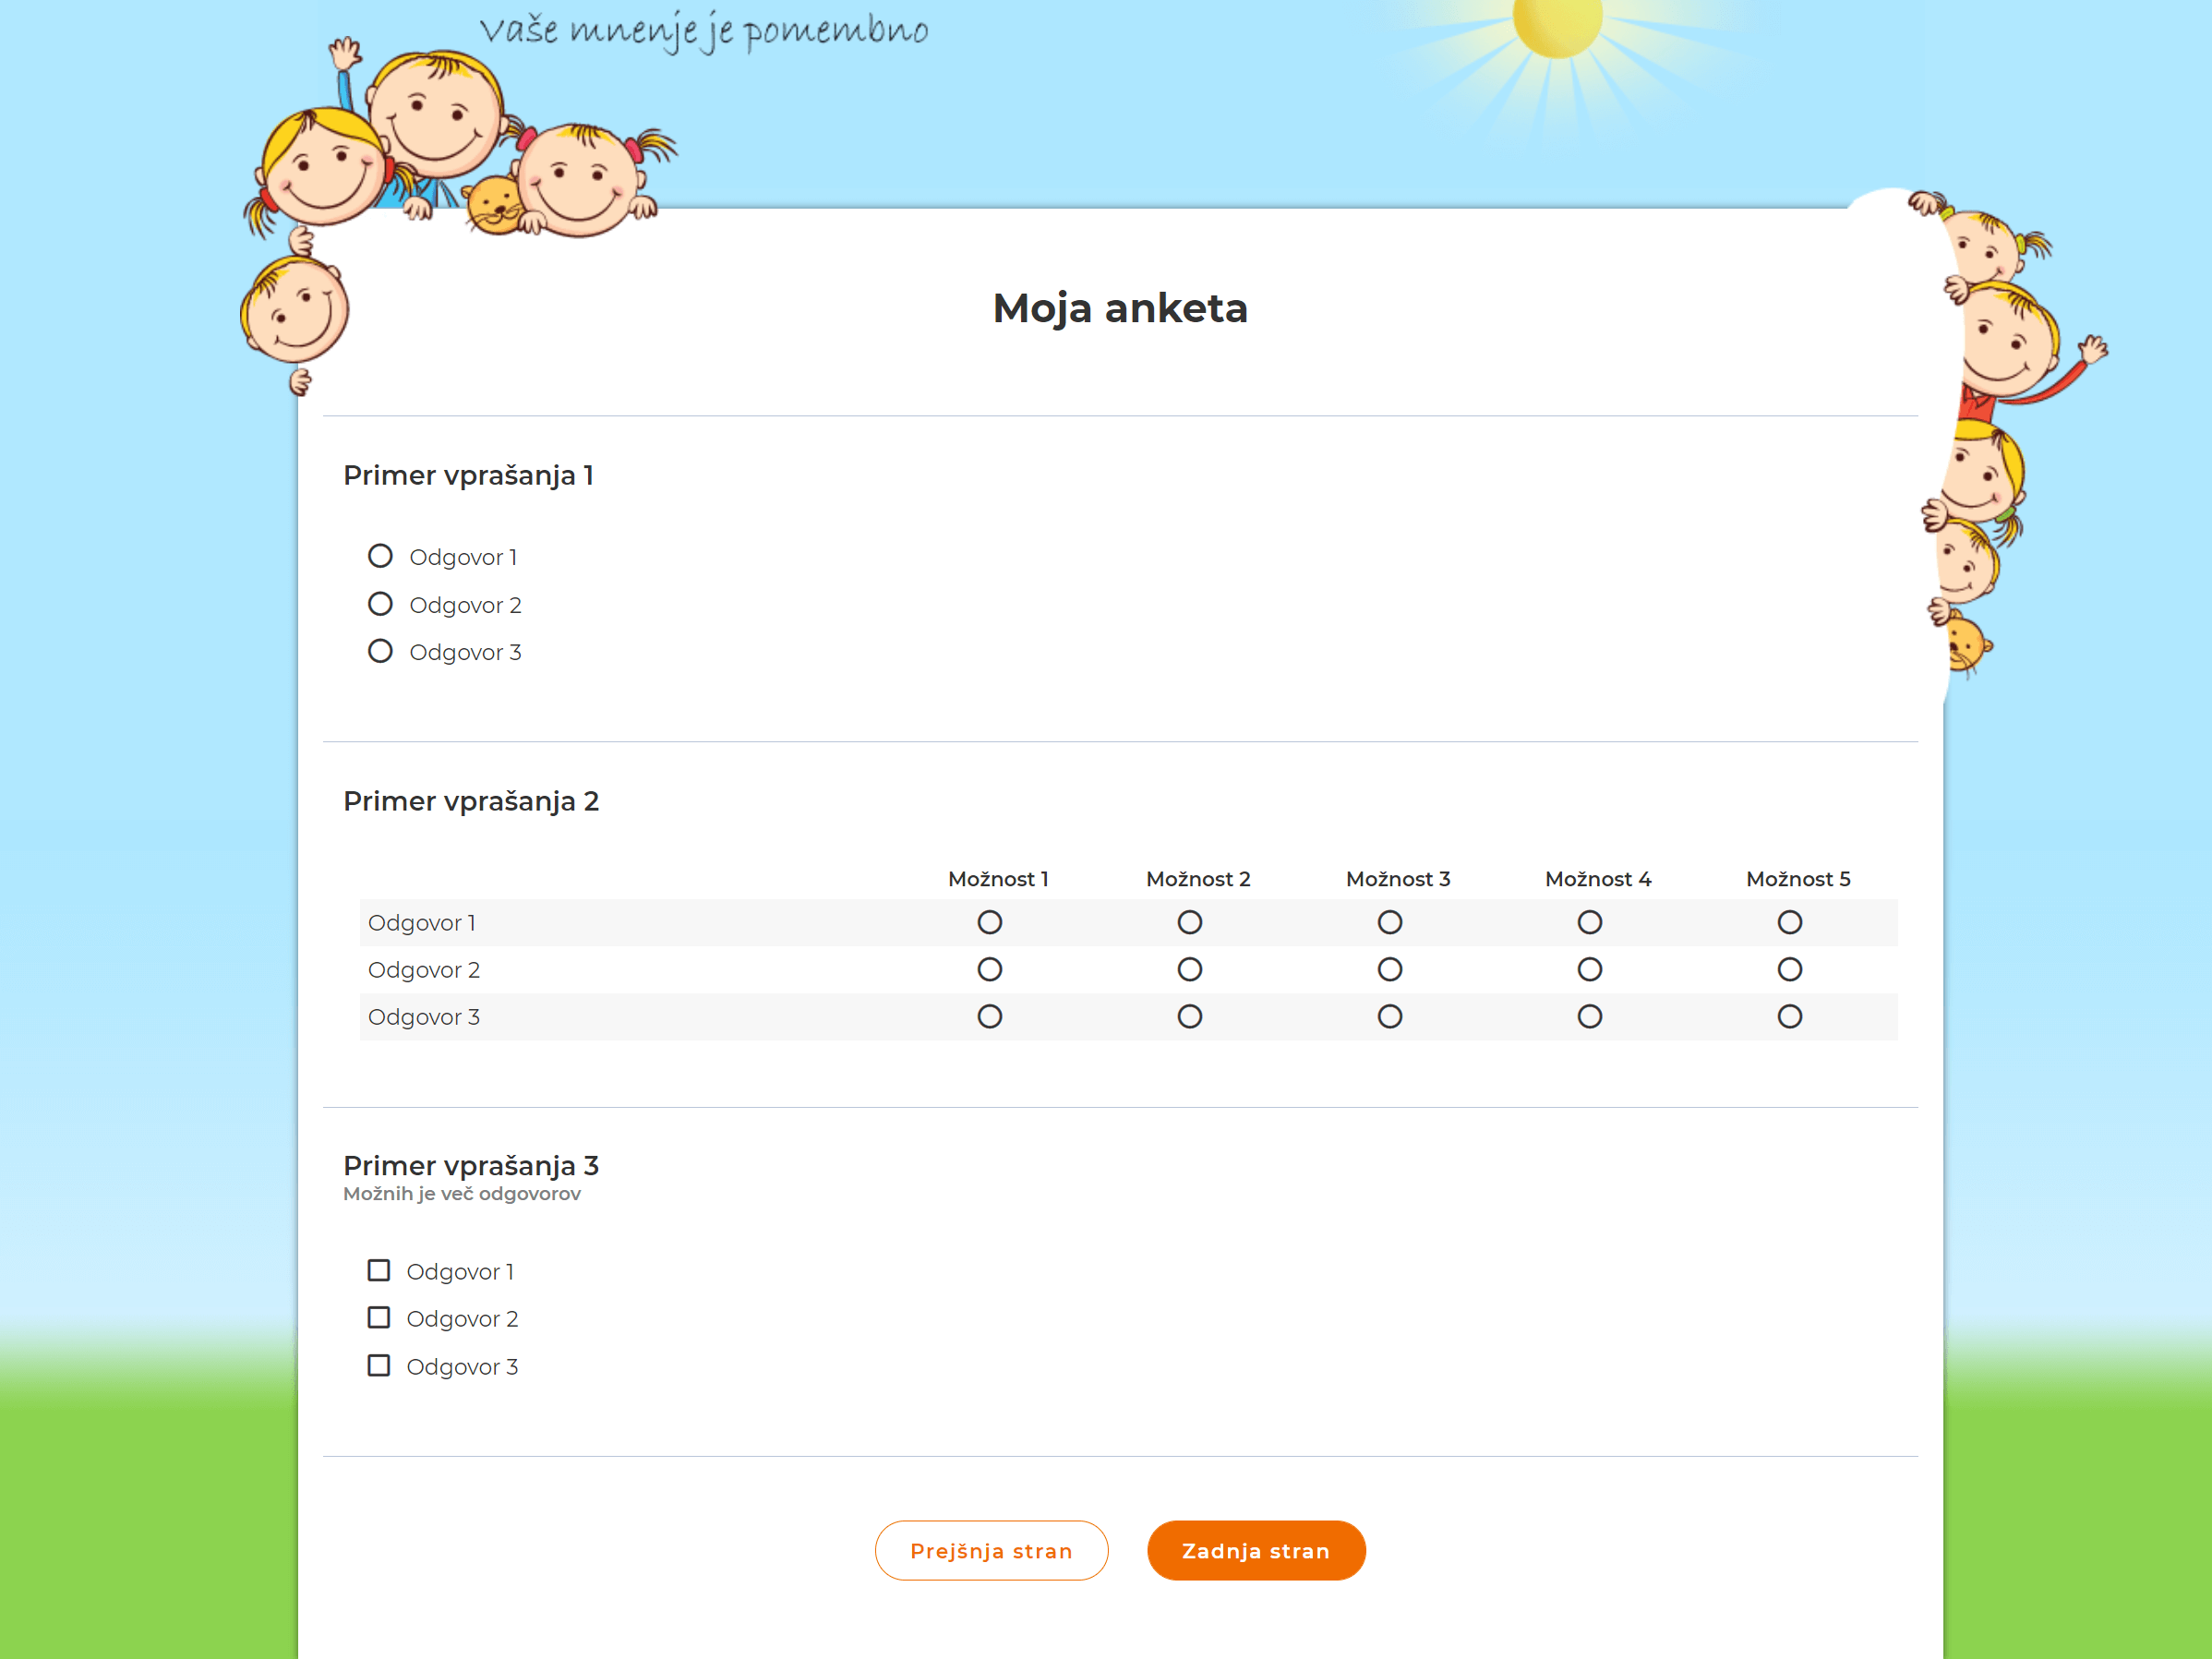 Vaše mnenje je pomembno
Moja anketa
Primer vprašanja 1
Odgovor 1
Odgovor 2
Odgovor 3
Primer vprašanja 2
Možnost 1 Možnost 2 Možnost 3 Možnost 4 Možnost 5
Odgovor 1
Odgovor 2
Odgovor 3
Primer vprašanja 3
Možnih je več odgovorov
Odgovor 1
Odgovor 2
Odgovor 3
Prejšnja stran Zadnja stran